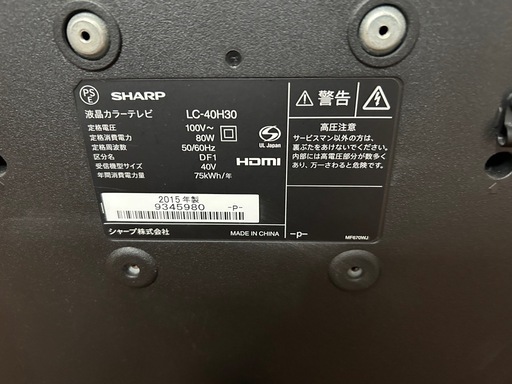 PS
E
SHARP
液晶カラーテレビ LC-40H30
定格電圧 100V~
定格消費電力 80W
定格周波数 50/60Hz
区分名 DF1
受信機型サイズ 40V
年間消費電力量 75kWh/年
UL Japan
HDMI
2015年製
9345980 -P-
シャープ株式会社 MADE IN CHINA
警告
高圧注意
サービスマン以外の方は、
裏ぶたをあけないでください。
内部には高電圧部分が数多く
あり、万一さわると危険です。
-p-
MF670WJ